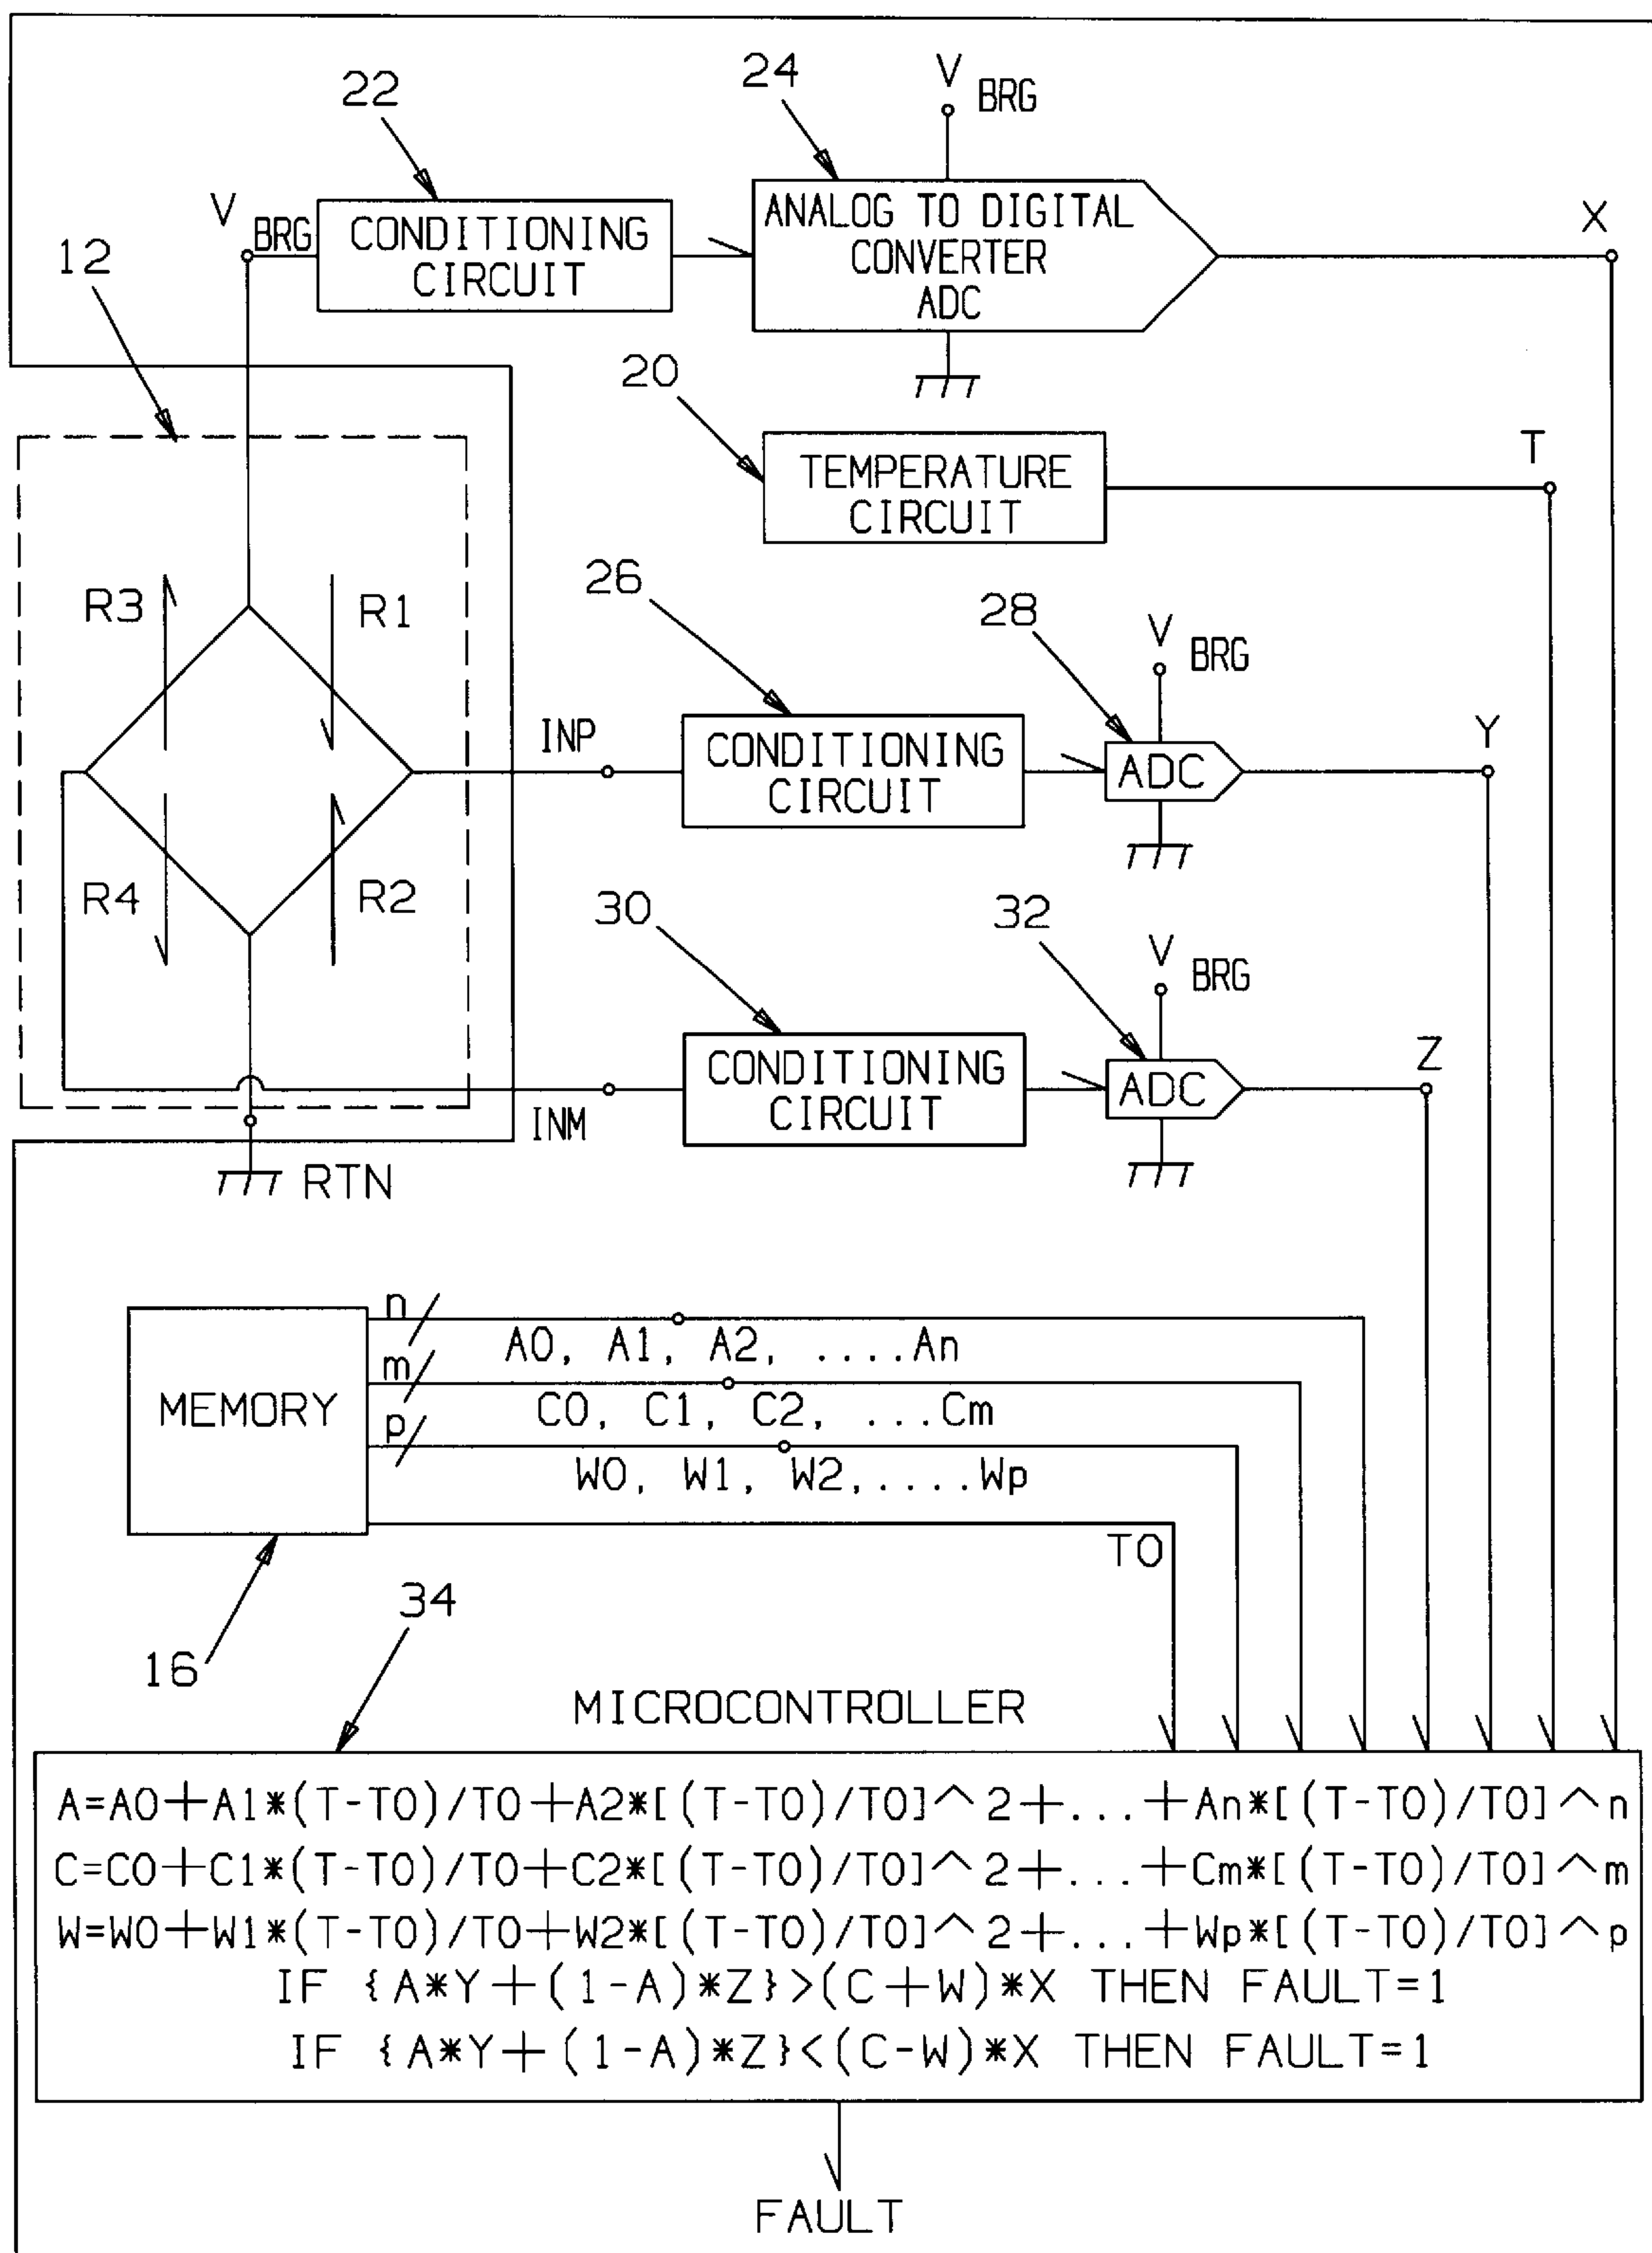 24
V
BRG
22
ANALOG TO DIGITAL
CONVERTER
ADC
X
V
BRG
CONDITIONING
CIRCUIT
12
20
T
TEMPERATURE
CIRCUIT
R3
R1
26
28
V
BRG
INP
CONDITIONING
CIRCUIT
ADC
Y
R4
R2
30
32
V
BRG
CONDITIONING
CIRCUIT
ADC
Z
INM
RTN
n
A0, A1, A2, ....An
m
MEMORY
C0, C1, C2, ...Cm
p
W0, W1, W2,....Wp
T0
34
16
MICROCONTROLLER
A=A0+A1*(T-T0)/T0+A2*[(T-T0)/T0]^2+...+An*[(T-T0)/T0]^n
C=C0+C1*(T-T0)/T0+C2*[(T-T0)/T0]^2+...+Cm*[(T-T0)/T0]^m
W=W0+W1*(T-T0)/T0+W2*[(T-T0)/T0]^2+...+Wp*[(T-T0)/T0]^p
IF {A*Y+(1-A)*Z}>(C+W)*X THEN FAULT=1
IF {A*Y+(1-A)*Z}<(C-W)*X THEN FAULT=1
FAULT